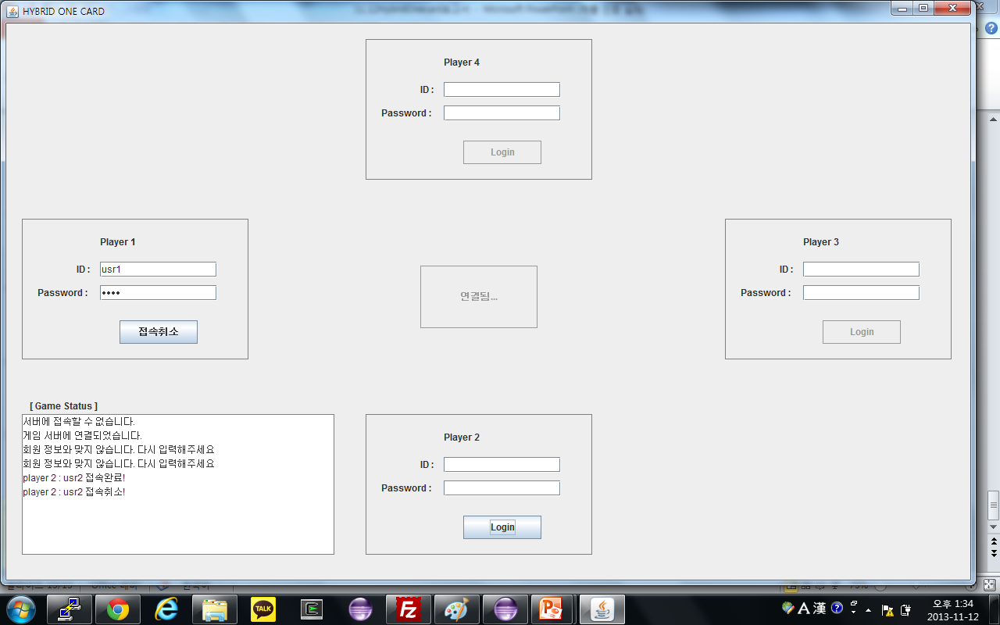 HYBRID ONE CARD
Player 4
ID :
Password :
Login
Player 1
ID : usr1
Password : ••••
접속취소
연결됨...
Player 3
ID :
Password :
Login
[ Game Status ]
서버에 접속할 수 없습니다.
게임 서버에 연결되었습니다.
회원 정보와 맞지 않습니다. 다시 입력해주세요
회원 정보와 맞지 않습니다. 다시 입력해주세요
player 2 : usr2 접속완료!
player 2 : usr2 접속취소!
Player 2
ID :
Password :
Login
TALK
Fz
A 漢
오후 1:34
2013-11-12